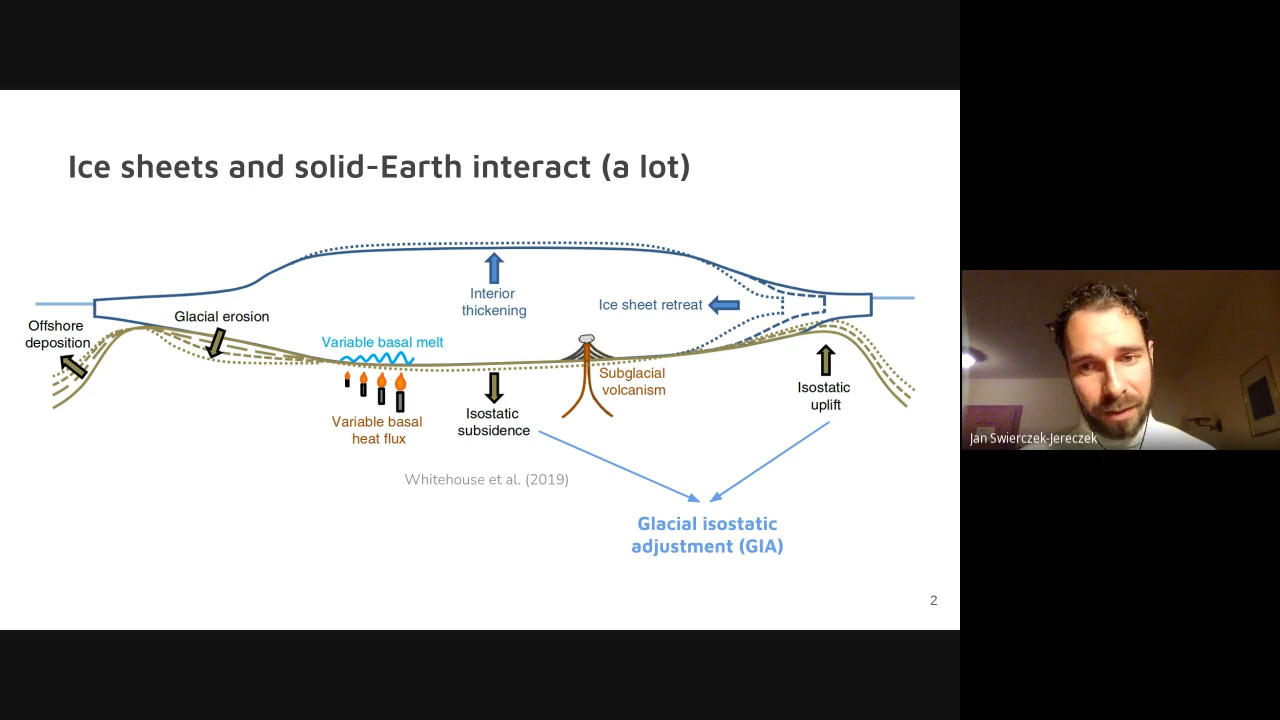 Ice sheets and solid-Earth interact (a lot)
Interior
thickening
Ice sheet retreat
Glacial erosion
Offshore
deposition
Variable basal melt
Subglacial
volcanism
Isostatic
uplift
Isostatic
subsidence
Variable basal
heat flux
Whitehouse et al. (2019)
Glacial isostatic
adjustment (GIA)
2
Jan Swierczek-Jereczek